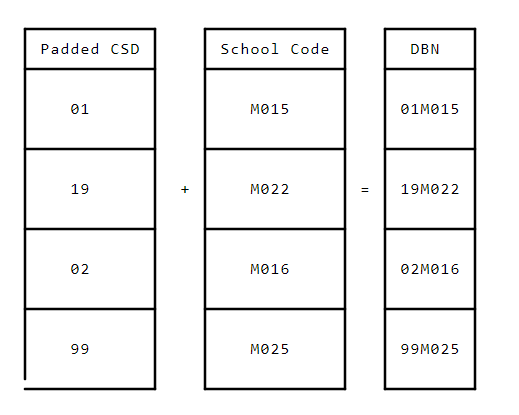 Padded CSD School Code DBN
01 M015 01M015
19 + M022 = 19M022
02 M016 02M016
99 M025 99M025